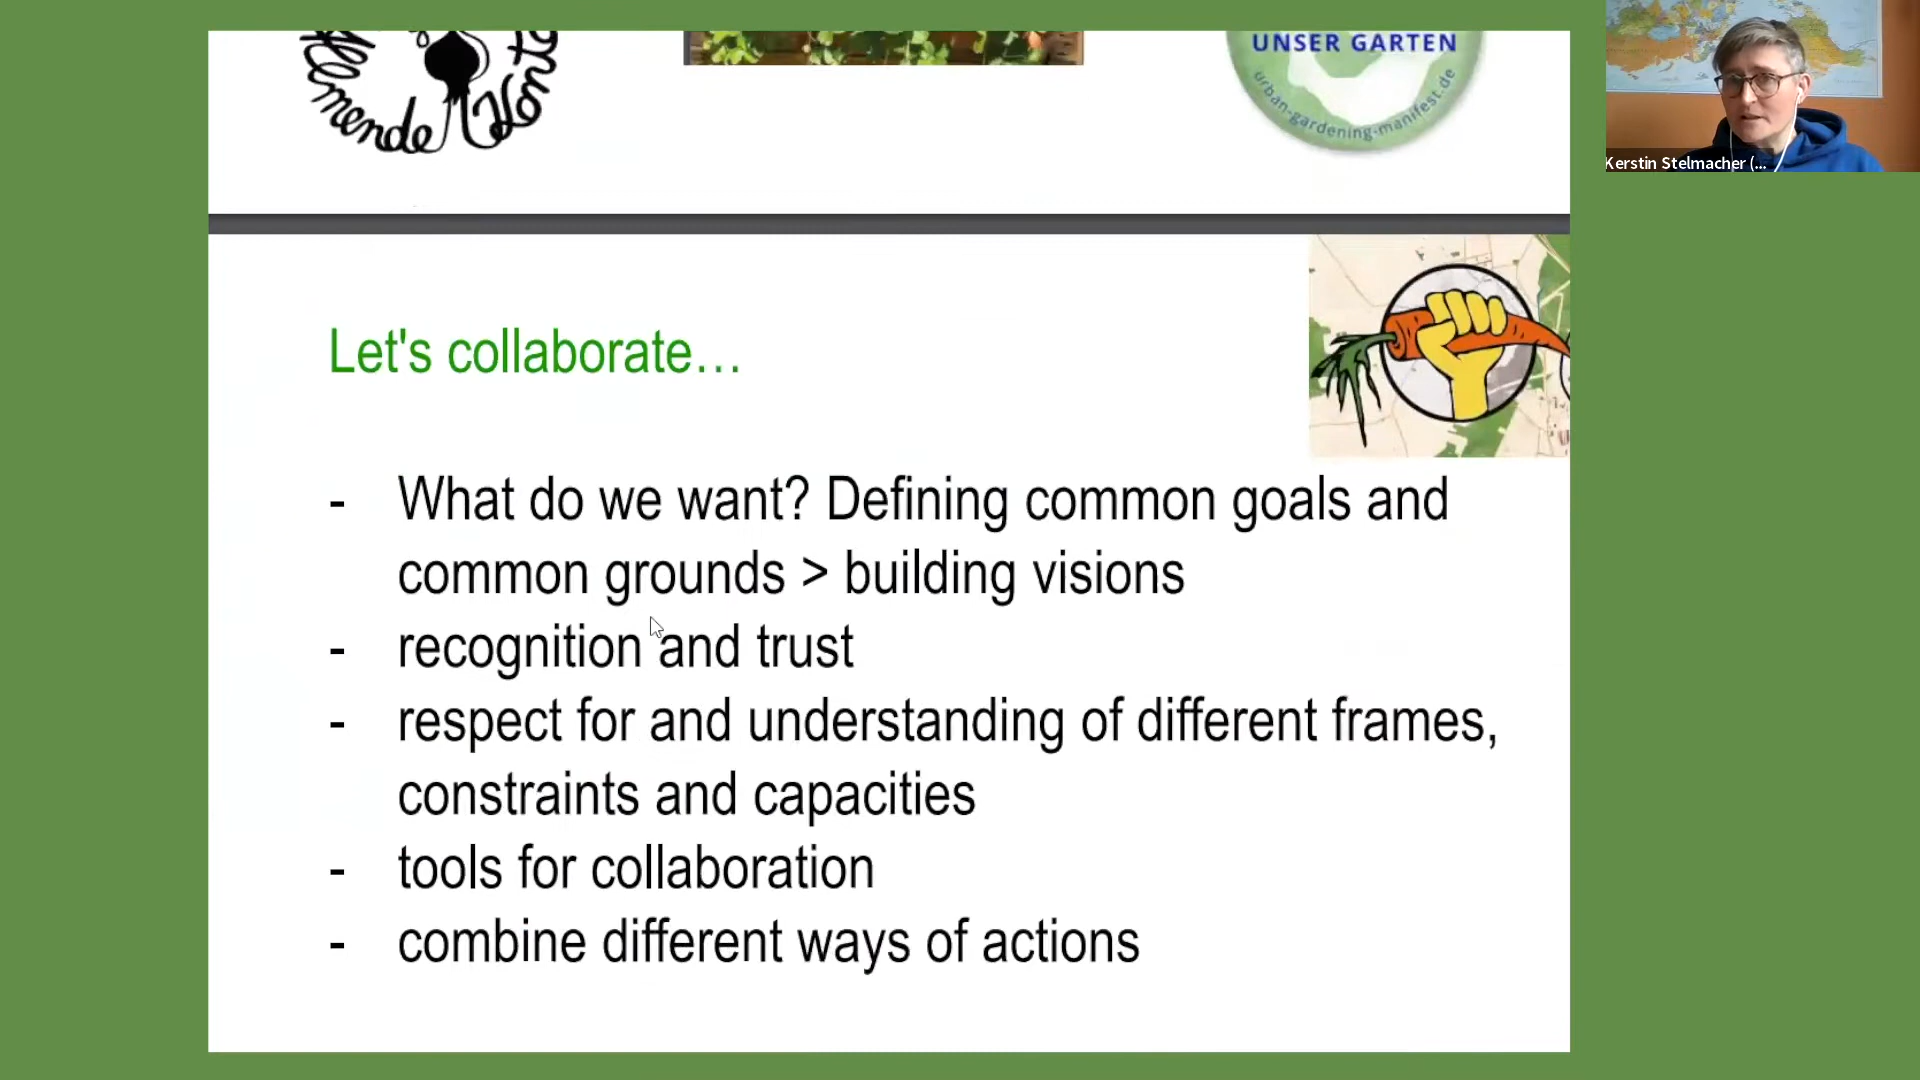 UNSER GARTEN
urban-gardening-manifest.de
Kerstin Stelmacher (...
Let's collaborate…
- What do we want? Defining common goals and
common grounds > building visions
- recognition and trust
- respect for and understanding of different frames,
constraints and capacities
- tools for collaboration
- combine different ways of actions